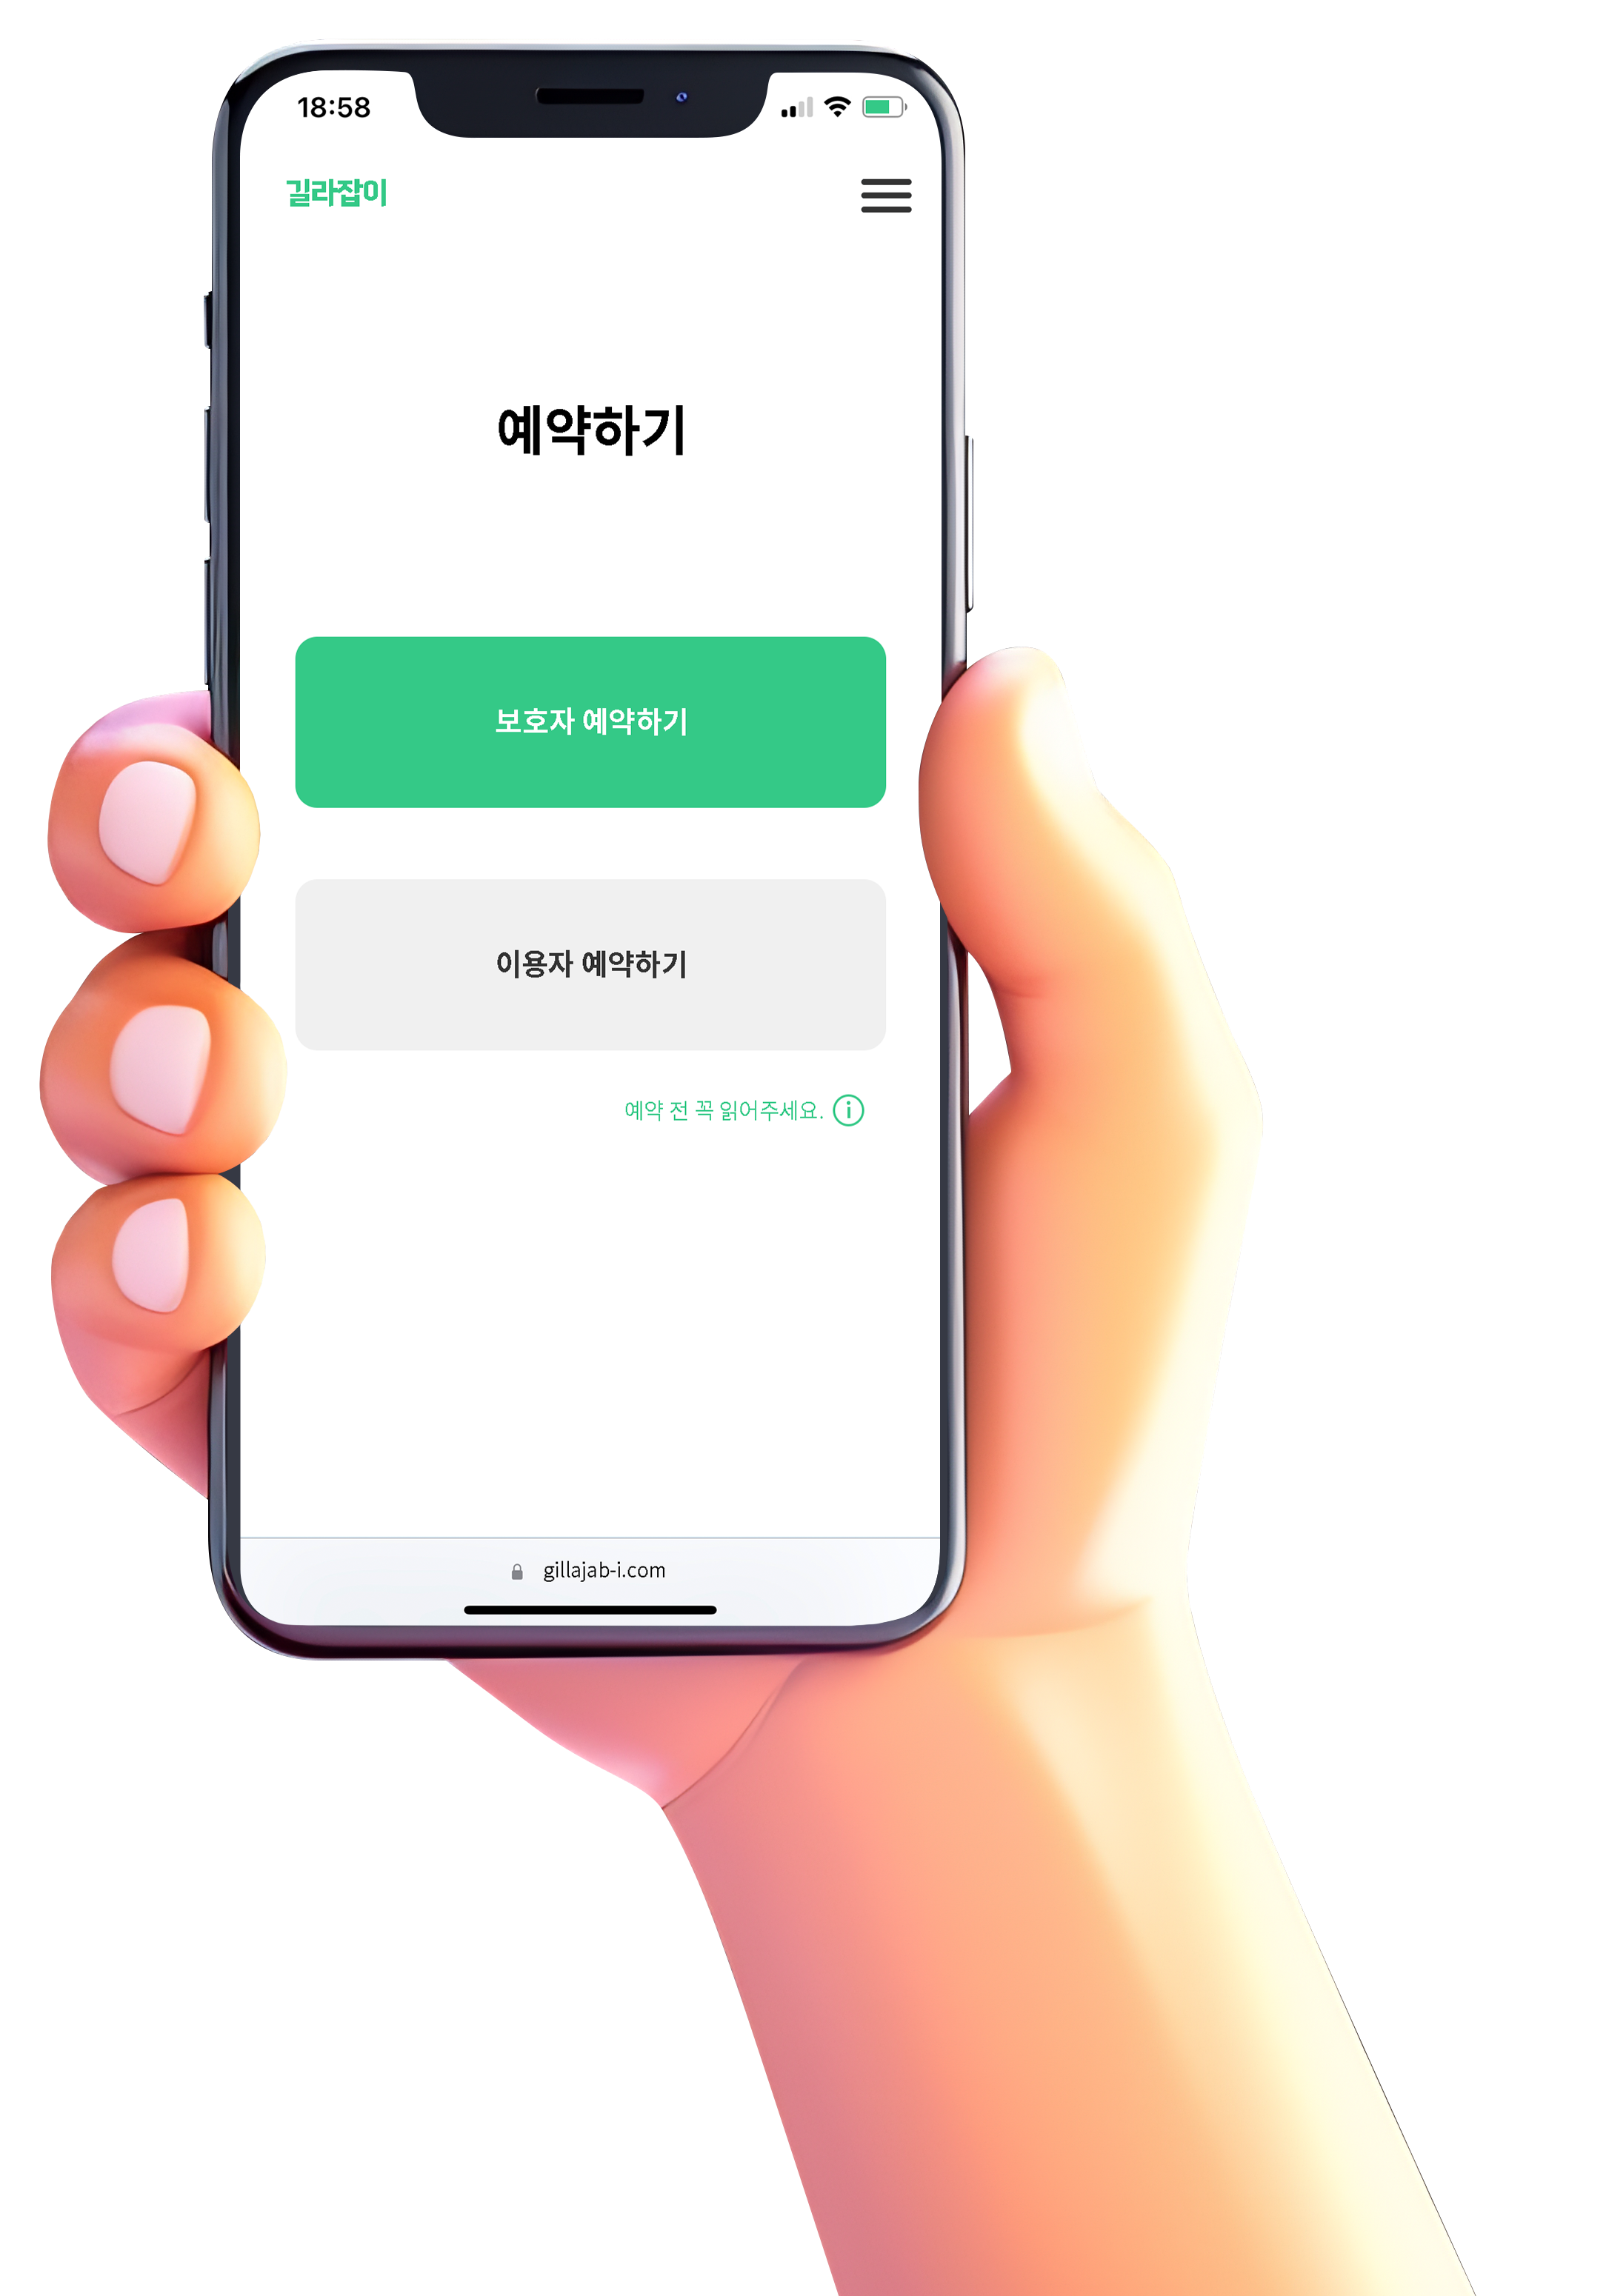 18:58
길라잡이
예약하기
보호자 예약하기
이용자 예약하기
예약 전 꼭 읽어주세요.
gillajab-i.com